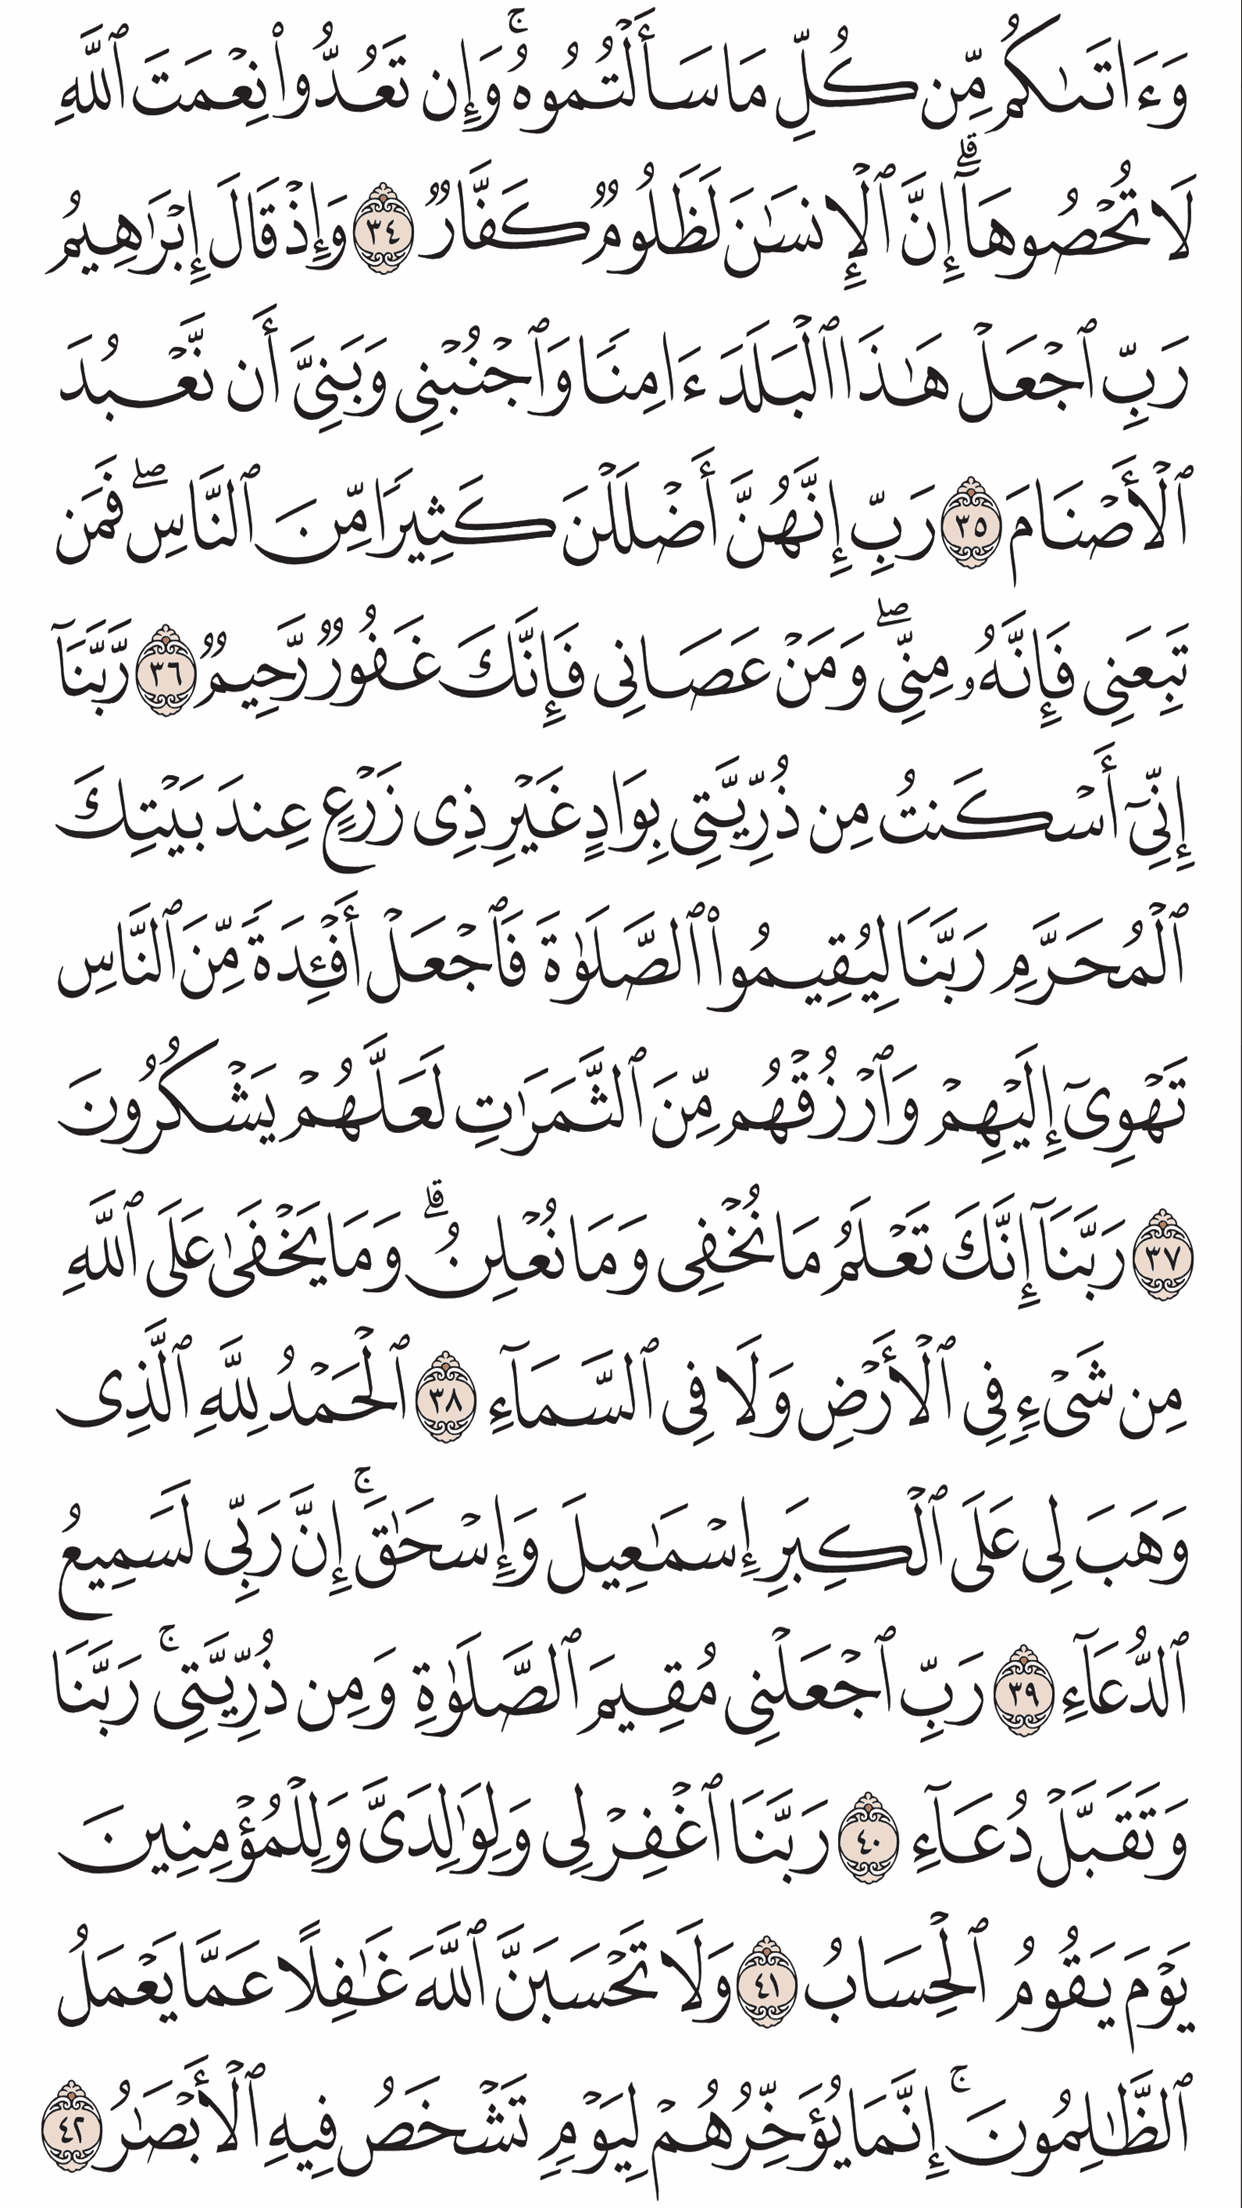 وَءَاتَىٰكُم مِّن كُلِّ مَا سَأَلْتُمُوهُ ۚ وَإِن تَعُدُّوا۟ نِعْمَتَ ٱللَّهِ
لَا تُحْصُوهَآ ۗ إِنَّ ٱلْإِنسَٰنَ لَظَلُومٌ كَفَّارٌ ٣٤ وَإِذْ قَالَ إِبْرَٰهِيمُ
رَبِّ ٱجْعَلْ هَٰذَا ٱلْبَلَدَ ءَامِنًا وَٱجْنُبْنِى وَبَنِىَّ أَن نَّعْبُدَ
ٱلْأَصْنَامَ ٣٥ رَبِّ إِنَّهُنَّ أَضْلَلْنَ كَثِيرًا مِّنَ ٱلنَّاسِ ۖ فَمَن
تَبِعَنِى فَإِنَّهُۥ مِنِّى ۖ وَمَنْ عَصَانِى فَإِنَّكَ غَفُورٌ رَّحِيمٌ ٣٦ رَّبَّنَآ
إِنِّىٓ أَسْكَنتُ مِن ذُرِّيَّتِى بِوَادٍ غَيْرِ ذِى زَرْعٍ عِندَ بَيْتِكَ
ٱلْمُحَرَّمِ رَبَّنَا لِيُقِيمُوا۟ ٱلصَّلَوٰةَ فَٱجْعَلْ أَفْـِٔدَةً مِّنَ ٱلنَّاسِ
تَهْوِىٓ إِلَيْهِمْ وَٱرْزُقْهُم مِّنَ ٱلثَّمَرَٰتِ لَعَلَّهُمْ يَشْكُرُونَ
٣٧ رَبَّنَآ إِنَّكَ تَعْلَمُ مَا نُخْفِى وَمَا نُعْلِنُ ۗ وَمَا يَخْفَىٰ عَلَى ٱللَّهِ
مِن شَىْءٍ فِى ٱلْأَرْضِ وَلَا فِى ٱلسَّمَآءِ ٣٨ ٱلْحَمْدُ لِلَّهِ ٱلَّذِى
وَهَبَ لِى عَلَى ٱلْكِبَرِ إِسْمَٰعِيلَ وَإِسْحَٰقَ ۚ إِنَّ رَبِّى لَسَمِيعُ
ٱلدُّعَآءِ ٣٩ رَبِّ ٱجْعَلْنِى مُقِيمَ ٱلصَّلَوٰةِ وَمِن ذُرِّيَّتِى ۚ رَبَّنَا
وَتَقَبَّلْ دُعَآءِ ٤٠ رَبَّنَا ٱغْفِرْ لِى وَلِوَٰلِدَىَّ وَلِلْمُؤْمِنِينَ
يَوْمَ يَقُومُ ٱلْحِسَابُ ٤١ وَلَا تَحْسَبَنَّ ٱللَّهَ غَٰفِلًا عَمَّا يَعْمَلُ
ٱلظَّٰلِمُونَ ۚ إِنَّمَا يُؤَخِّرُهُمْ لِيَوْمٍ تَشْخَصُ فِيهِ ٱلْأَبْصَٰرُ ٤٢